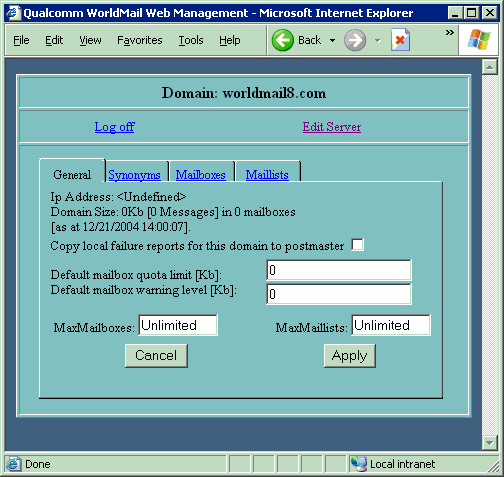 Qualcomm WorldMail Web Management - Microsoft Internet Explorer
File Edit View Favorites Tools Help Back »
Domain: worldmail8.com
Log off Edit Server
General Synonyms Mailboxes Maillists
Ip Address: <Undefined>
Domain Size: 0Kb [0 Messages] in 0 mailboxes
[as at 12/21/2004 14:00:07].
Copy local failure reports for this domain to postmaster
Default mailbox quota limit [Kb]: 0
Default mailbox warning level [Kb]: 0
MaxMailboxes: Unlimited MaxMaillists: Unlimited
Cancel Apply
Done Local intranet